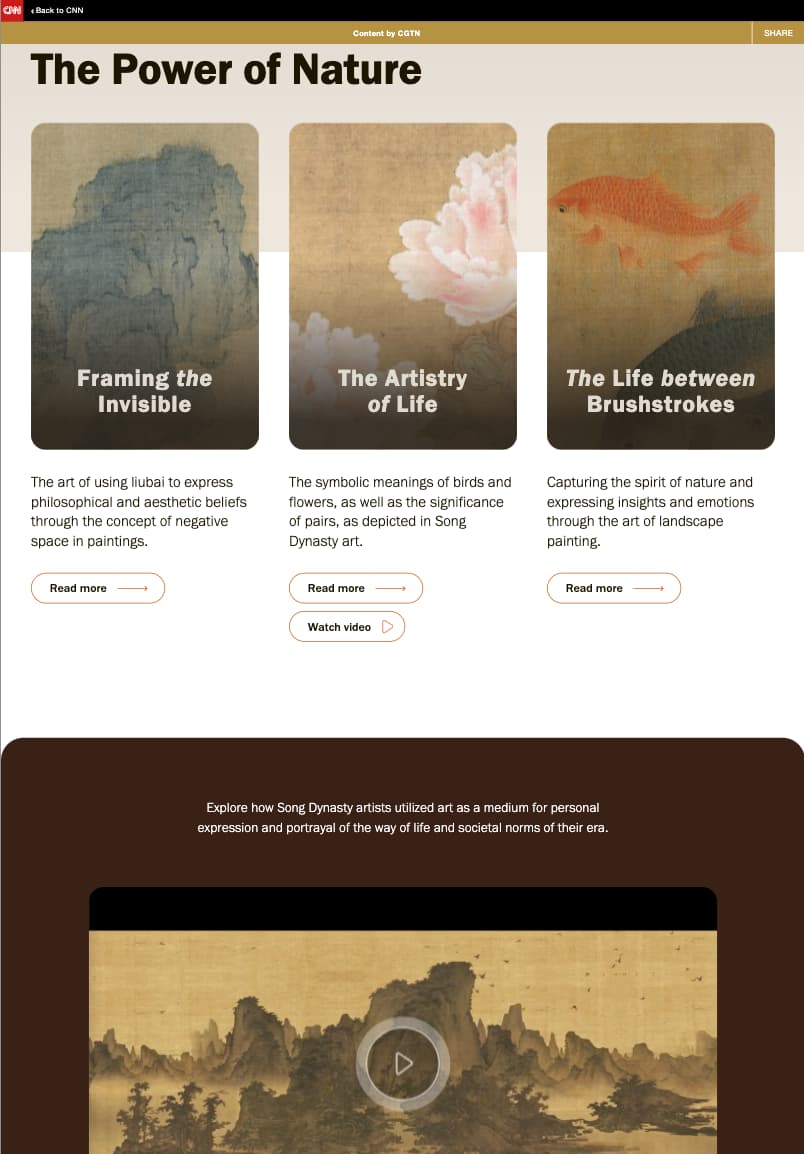 CNN
‹ Back to CNN
Content by CGTN
SHARE
The Power of Nature
Framing the
Invisible
The art of using liubai to express
philosophical and aesthetic beliefs
through the concept of negative
space in paintings.
Read more
The Artistry
of Life
The symbolic meanings of birds and
flowers, as well as the significance
of pairs, as depicted in Song
Dynasty art.
Read more
Watch video
The Life between
Brushstrokes
Capturing the spirit of nature and
expressing insights and emotions
through the art of landscape
painting.
Read more
Explore how Song Dynasty artists utilized art as a medium for personal
expression and portrayal of the way of life and societal norms of their era.